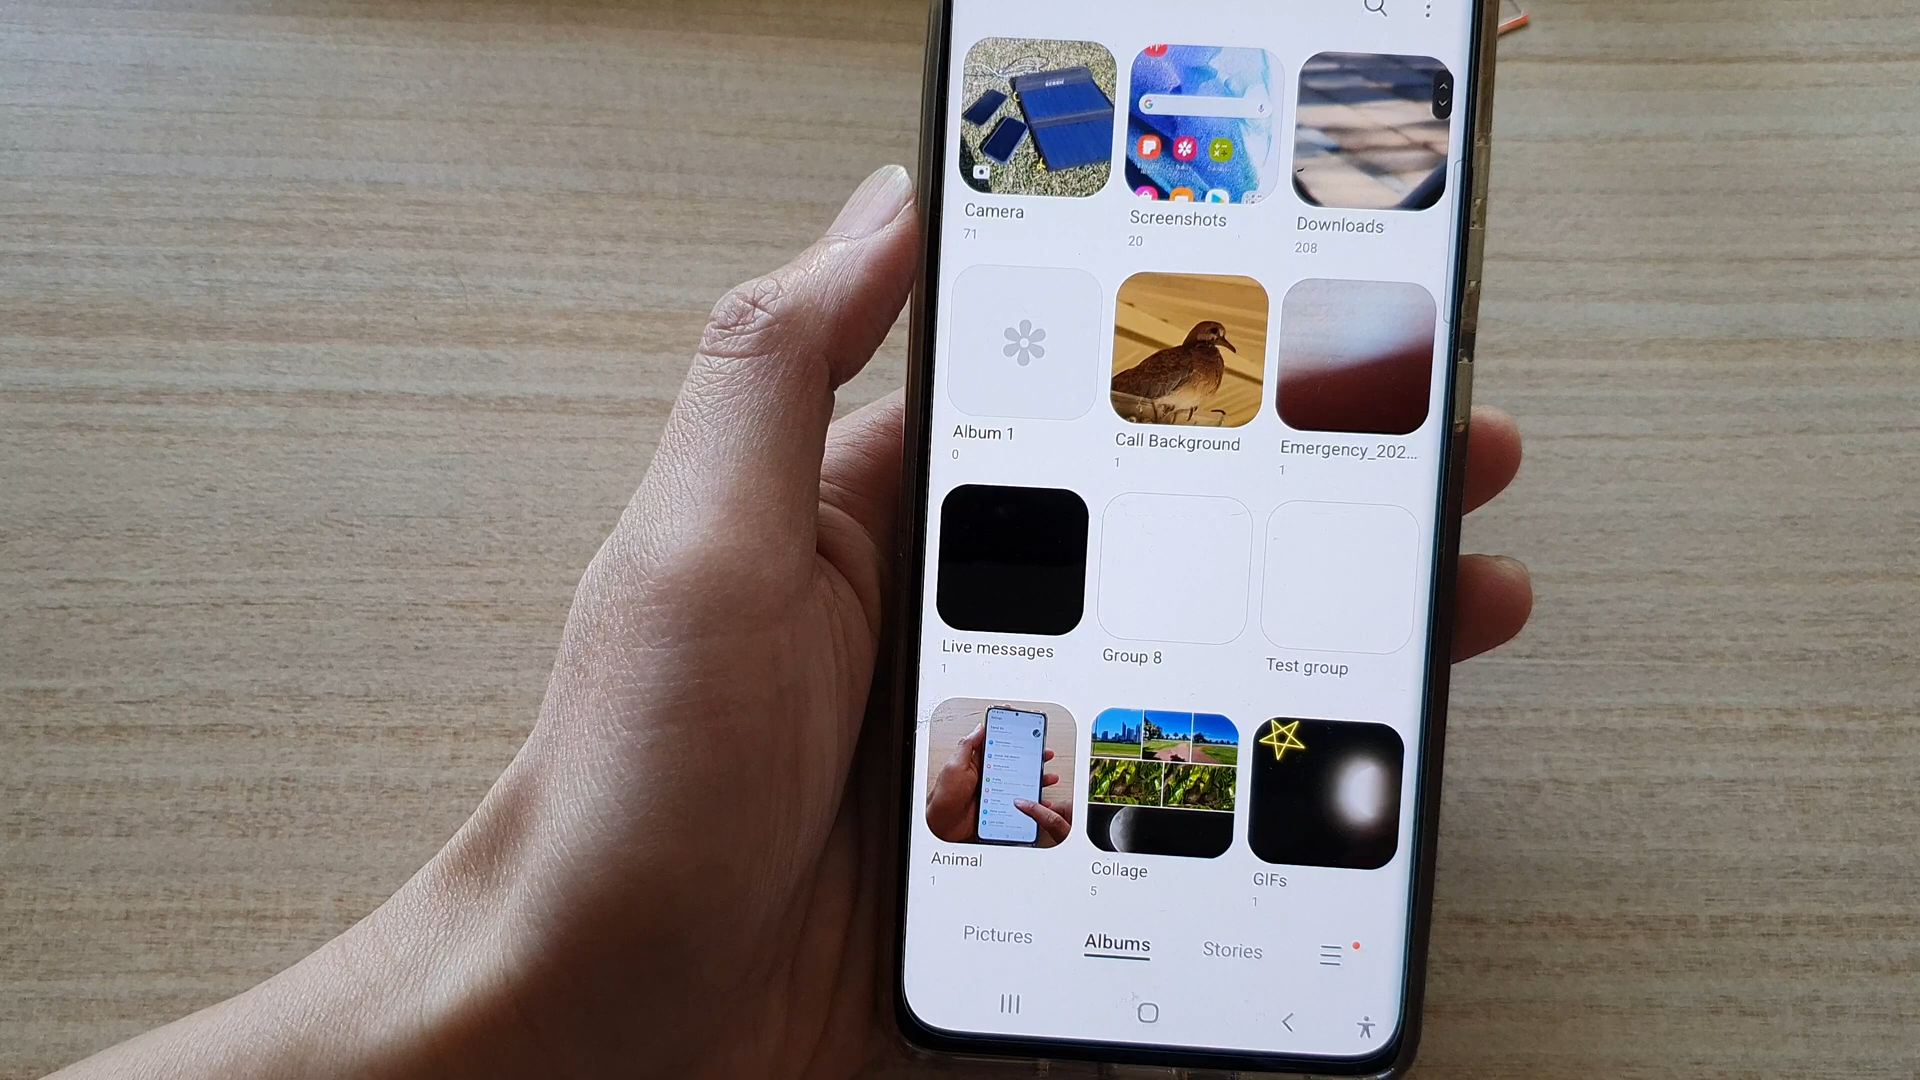 Camera
71
Screenshots
20
Downloads
208
Album 1
0
Call Background
1
Emergency_202...
1
Live messages
1
Group 8
Test group
Animal
1
Collage
5
GIFs
1
Pictures
Albums
Stories